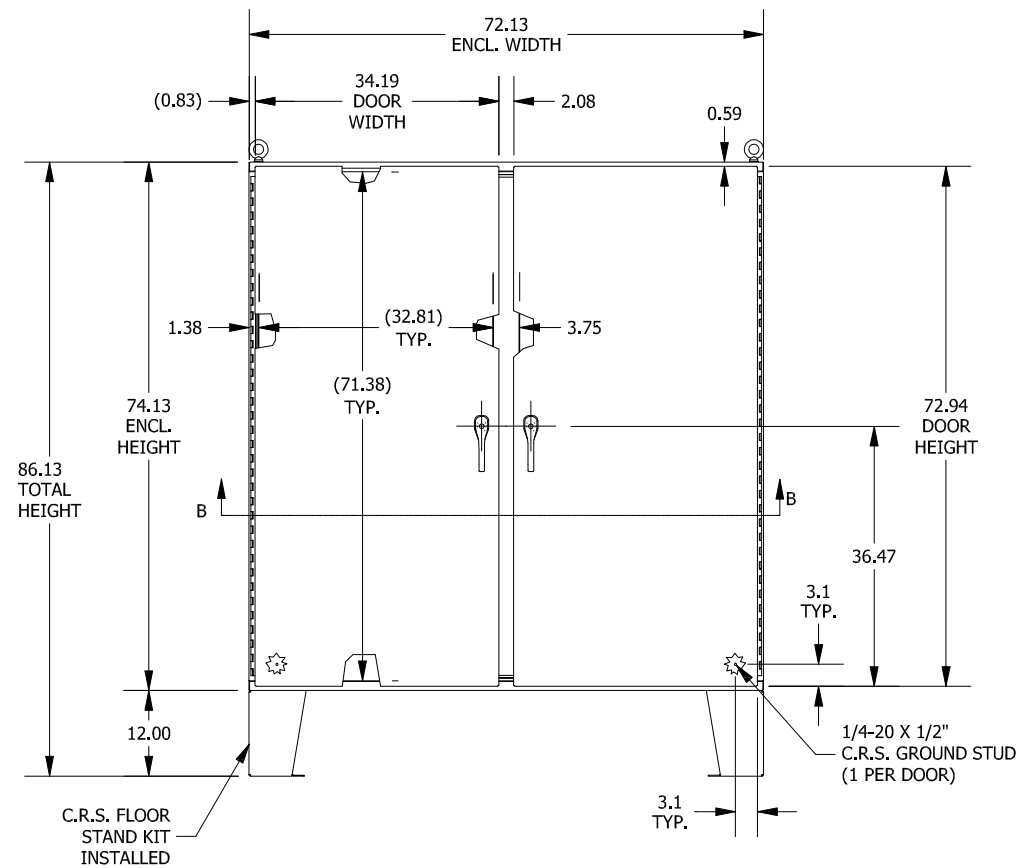 72.13
ENCL. WIDTH
34.19
DOOR
WIDTH
(0.83)
2.08
0.59
1.38
(32.81)
TYP.
3.75
(71.38)
TYP.
74.13
ENCL.
HEIGHT
72.94
DOOR
HEIGHT
86.13
TOTAL
HEIGHT
B
B
36.47
3.1
TYP.
12.00
1/4-20 X 1/2"
C.R.S. GROUND STUD
(1 PER DOOR)
3.1
TYP.
C.R.S. FLOOR
STAND KIT
INSTALLED